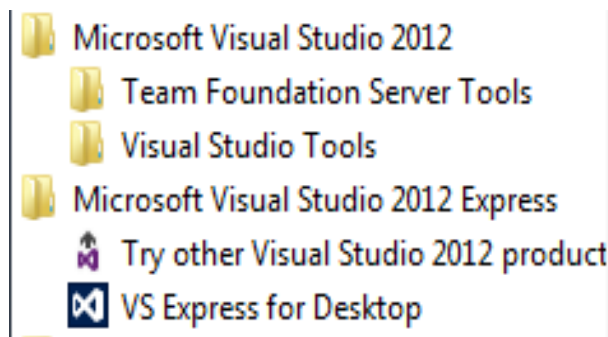 Microsoft Visual Studio 2012
Team Foundation Server Tools
Visual Studio Tools
Microsoft Visual Studio 2012 Express
Try other Visual Studio 2012 product
VS Express for Desktop